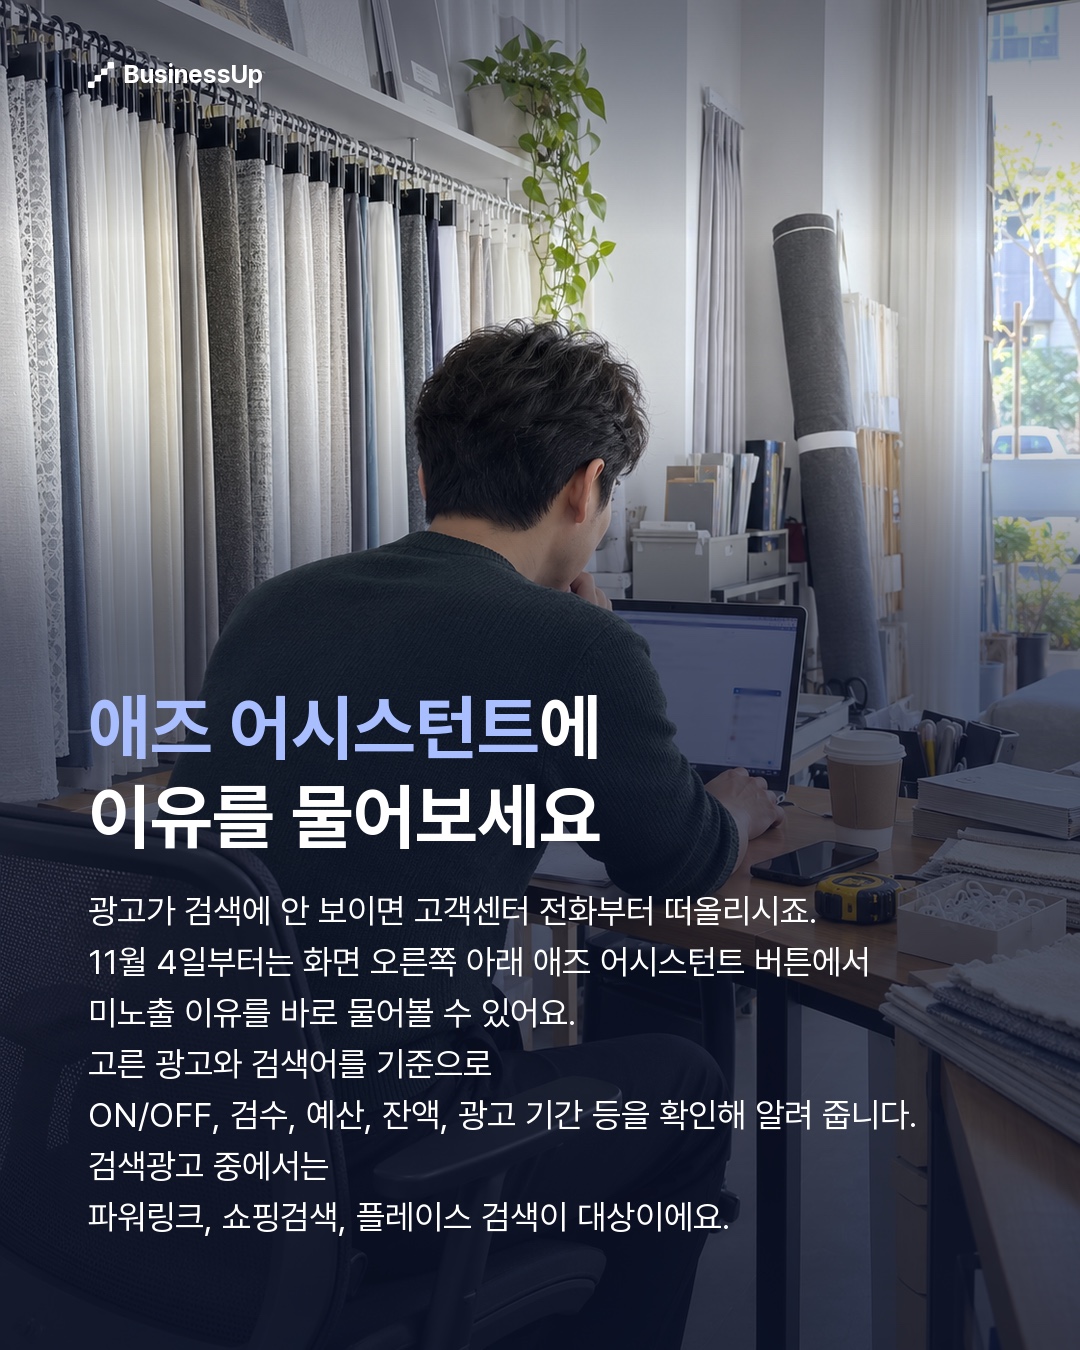 BusinessUp
애즈 어시스턴트에
이유를 물어보세요
광고가 검색에 안 보이면 고객센터 전화부터 떠올리시죠.
11월 4일부터는 화면 오른쪽 아래 애즈 어시스턴트 버튼에서
미노출 이유를 바로 물어볼 수 있어요.
고른 광고와 검색어를 기준으로
ON/OFF, 검수, 예산, 잔액, 광고 기간 등을 확인해 알려 줍니다.
검색광고 중에서는
파워링크, 쇼핑검색, 플레이스 검색이 대상이에요.